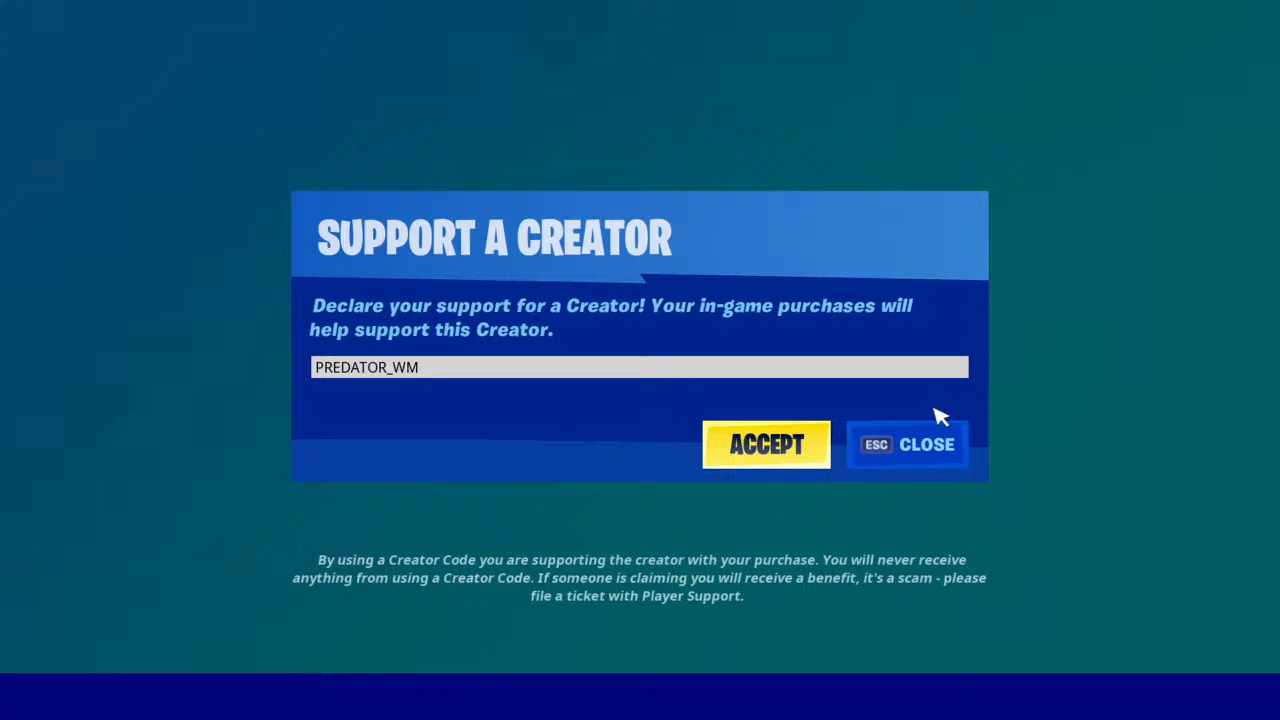 SUPPORT A CREATOR
Declare your support for a Creator! Your in-game purchases will
help support this Creator.
PREDATOR_WM
ACCEPT
ESC CLOSE
By using a Creator Code you are supporting the creator with your purchase. You will never receive
anything from using a Creator Code. If someone is claiming you will receive a benefit, it's a scam - please
file a ticket with Player Support.